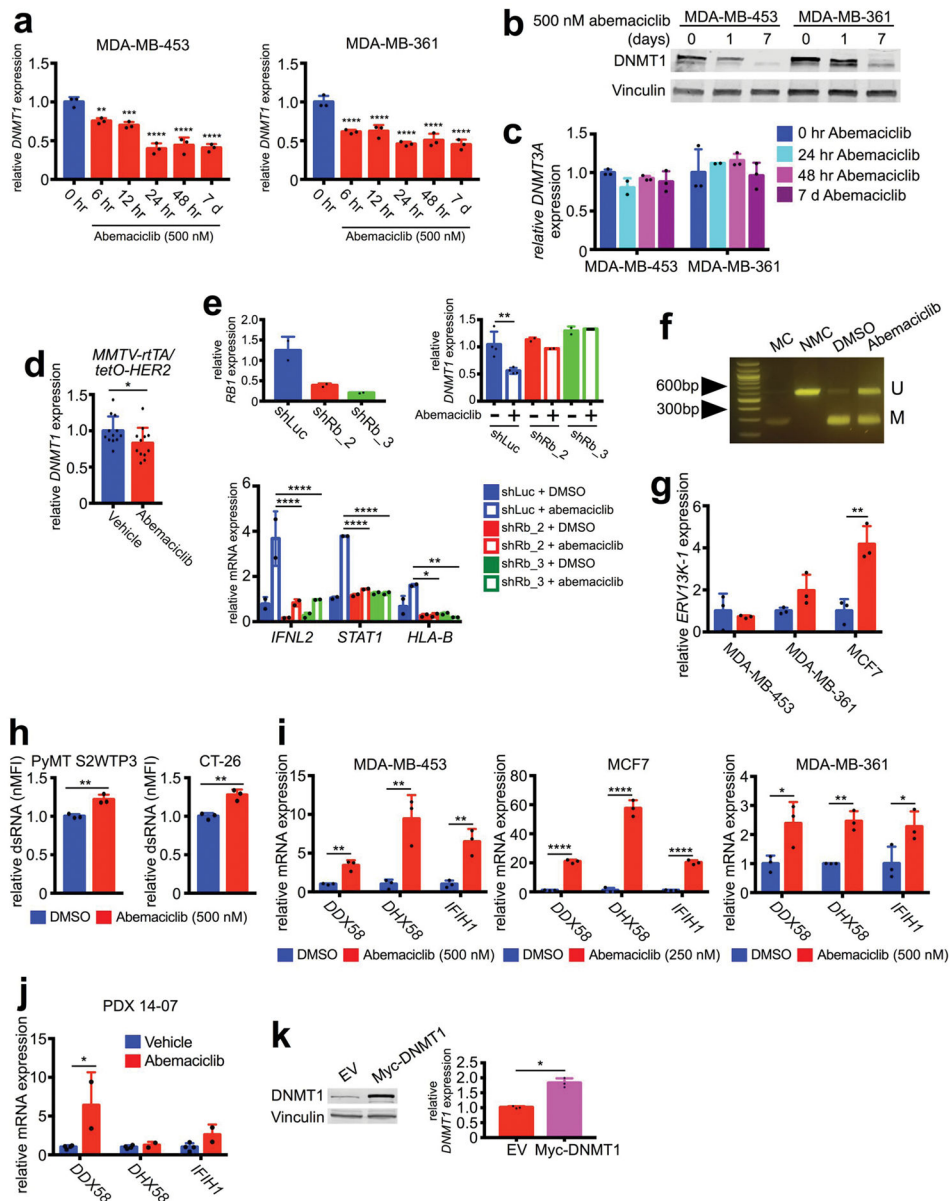 a
MDA-MB-453
MDA-MB-361
relative DNMT1 expression
1.5
1.0
0.5
0
** *** **** **** ****
0 hr
6 hr
12 hr
24 hr
48 hr
7 d
Abemaciclib (500 nM)
relative DNMT1 expression
1.5
1.0
0.5
0
**** **** **** **** ****
0 hr
6 hr
12 hr
24 hr
48 hr
7 d
Abemaciclib (500 nM)
b
500 nM abemaciclib
MDA-MB-453
MDA-MB-361
(days) 0 1 7 0 1 7
DNMT1
Vinculin
c
relative DNMT3A
expression
1.5
1.0
0.5
0
MDA-MB-453
MDA-MB-361
0 hr Abemaciclib
24 hr Abemaciclib
48 hr Abemaciclib
7 d Abemaciclib
d
MMTV-rtTA/
tetO-HER2
relative DNMT1 expression
2.0
1.5
1.0
0.5
0
*
Vehicle
Abemaciclib
e
relative
RB1 expression
2.0
1.5
1.0
0.5
0
shLuc
shRb_2
shRb_3
relative
DNMT1 expression
2.0
1.5
1.0
0.5
0
**
Abemaciclib − + − + − +
shLuc
shRb_2
shRb_3
relative mRNA expression
6
4
2
0
****
****
****
****
**
*
IFNL2
STAT1
HLA-B
shLuc + DMSO
shLuc + abemaciclib
shRb_2 + DMSO
shRb_2 + abemaciclib
shRb_3 + DMSO
shRb_3 + abemaciclib
f
MC
NMC
DMSO
Abemaciclib
600bp
300bp
U
M
g
relative ERV13K-1 expression
6
4
2
0
**
MDA-MB-453
MDA-MB-361
MCF7
h
PyMT S2WTP3
CT-26
relative dsRNA (nMFI)
1.5
1.0
0.5
0
**
relative dsRNA (nMFI)
1.5
1.0
0.5
0
**
DMSO
Abemaciclib (500 nM)
i
MDA-MB-453
MCF7
MDA-MB-361
relative mRNA expression
15
10
5
0
** ** **
DDX58
DHX58
IFIH1
DMSO
Abemaciclib (500 nM)
relative mRNA expression
80
60
40
20
0
**** **** ****
DDX58
DHX58
IFIH1
DMSO
Abemaciclib (250 nM)
relative mRNA expression
4
3
2
1
0
* ** *
DDX58
DHX58
IFIH1
DMSO
Abemaciclib (500 nM)
j
PDX 14-07
relative mRNA expression
15
10
5
0
*
Vehicle
Abemaciclib
DDX58
DHX58
IFIH1
k
EV
Myc-DNMT1
DNMT1
Vinculin
relative
DNMT1 expression
2.5
2.0
1.5
1.0
0.5
0
*
EV
Myc-DNMT1